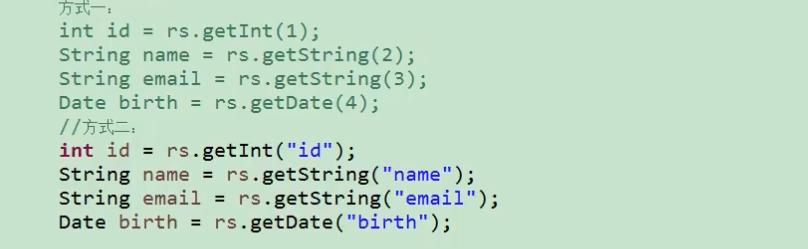 方式一：
int id = rs.getInt(1);
String name = rs.getString(2);
String email = rs.getString(3);
Date birth = rs.getDate(4);
//方式二：
int id = rs.getInt("id");
String name = rs.getString("name");
String email = rs.getString("email");
Date birth = rs.getDate("birth");